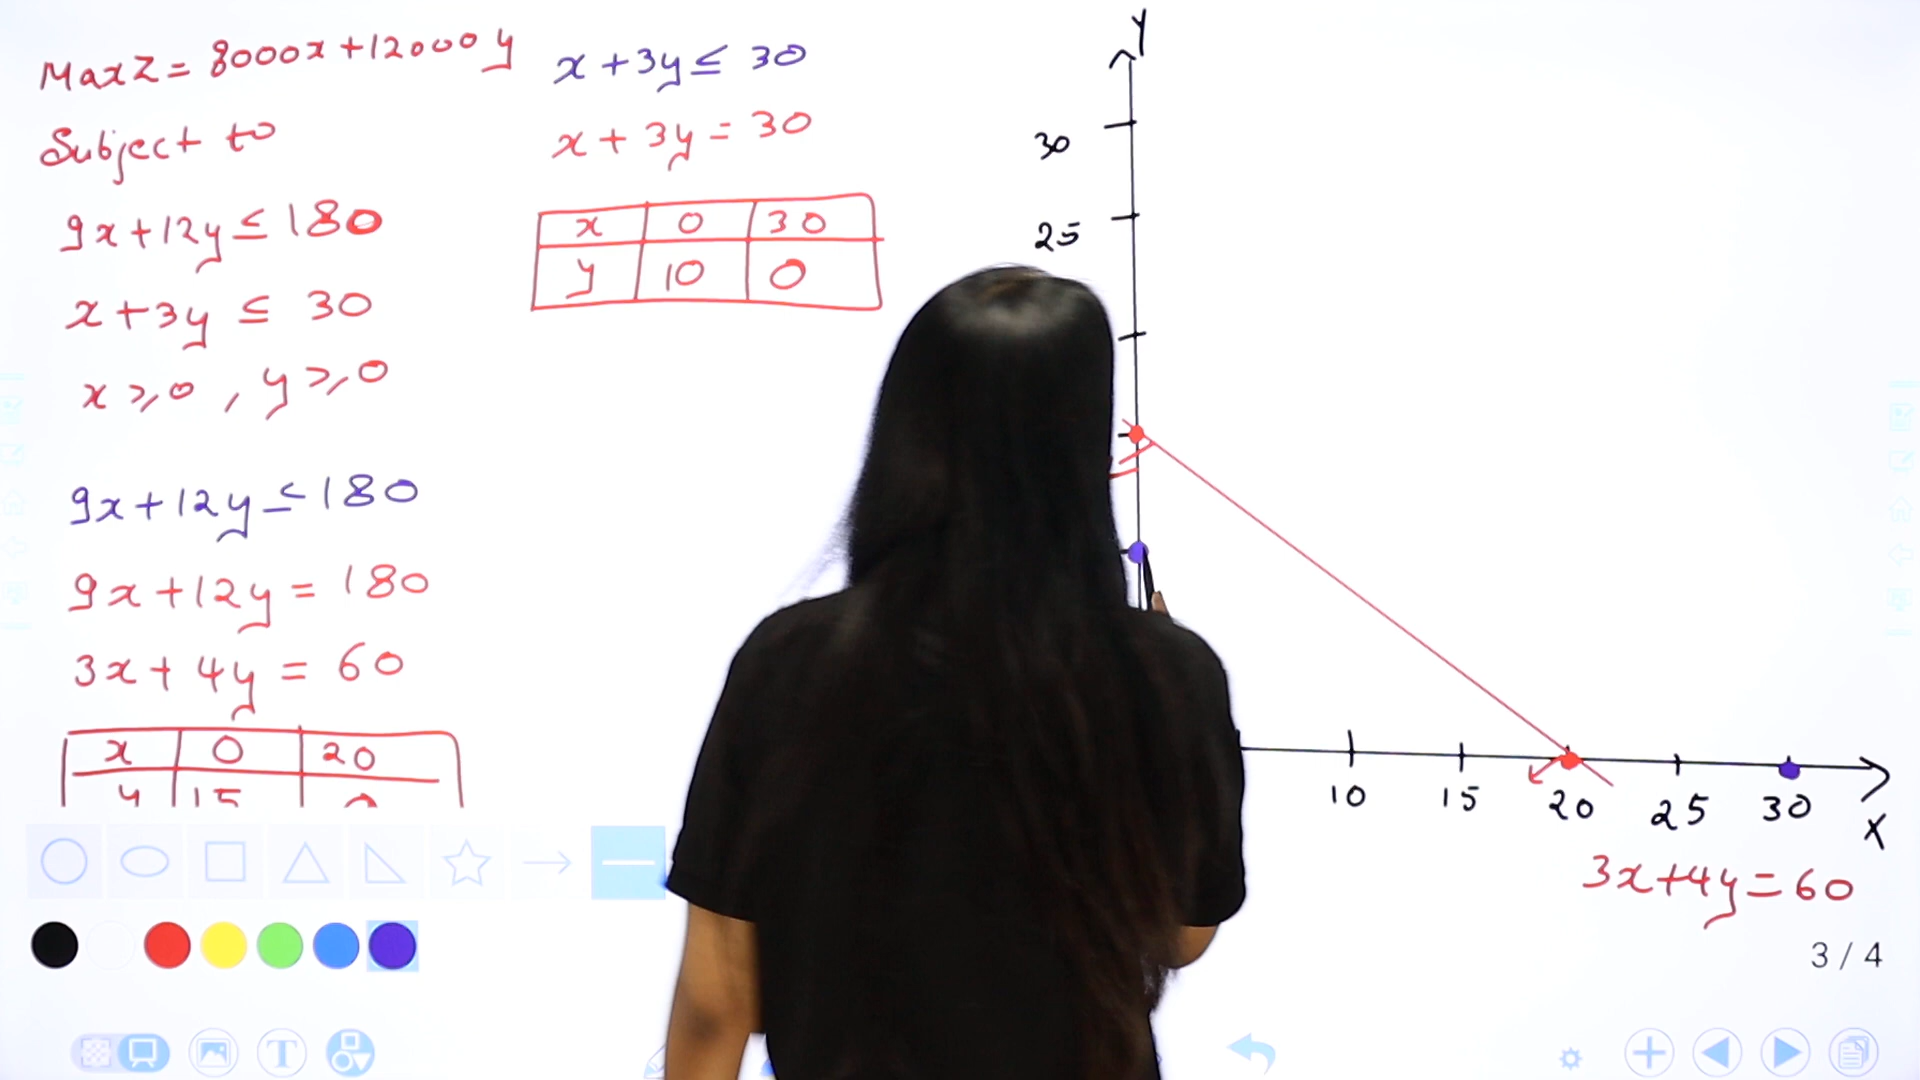 Max Z = 8000x + 12000y
Subject to
9x + 12y ≤ 180
x + 3y ≤ 30
x ≥ 0 , y ≥ 0
9x + 12y ≤ 180
9x + 12y = 180
3x + 4y = 60
x 0 20
y 15 0
x + 3y ≤ 30
x + 3y = 30
x 0 30
y 10 0
Y
30
25
10 15 20 25 30
X
3x + 4y = 60
3 / 4
T